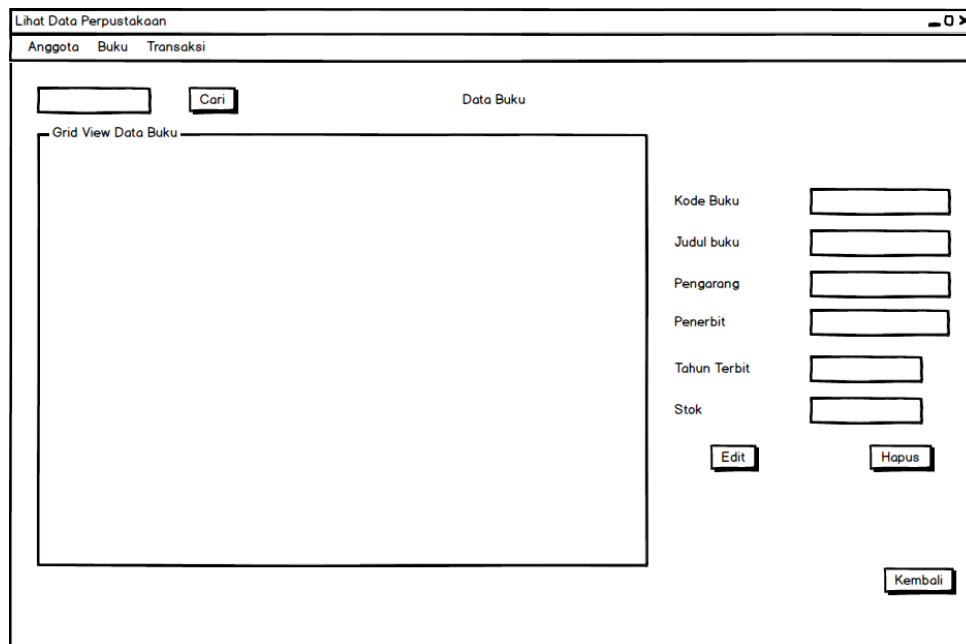 Lihat Data Perpustakaan
Anggota Buku Transaksi
Cari Data Buku
Grid View Data Buku
Kode Buku
Judul buku
Pengarang
Penerbit
Tahun Terbit
Stok
Edit Hapus
Kembali